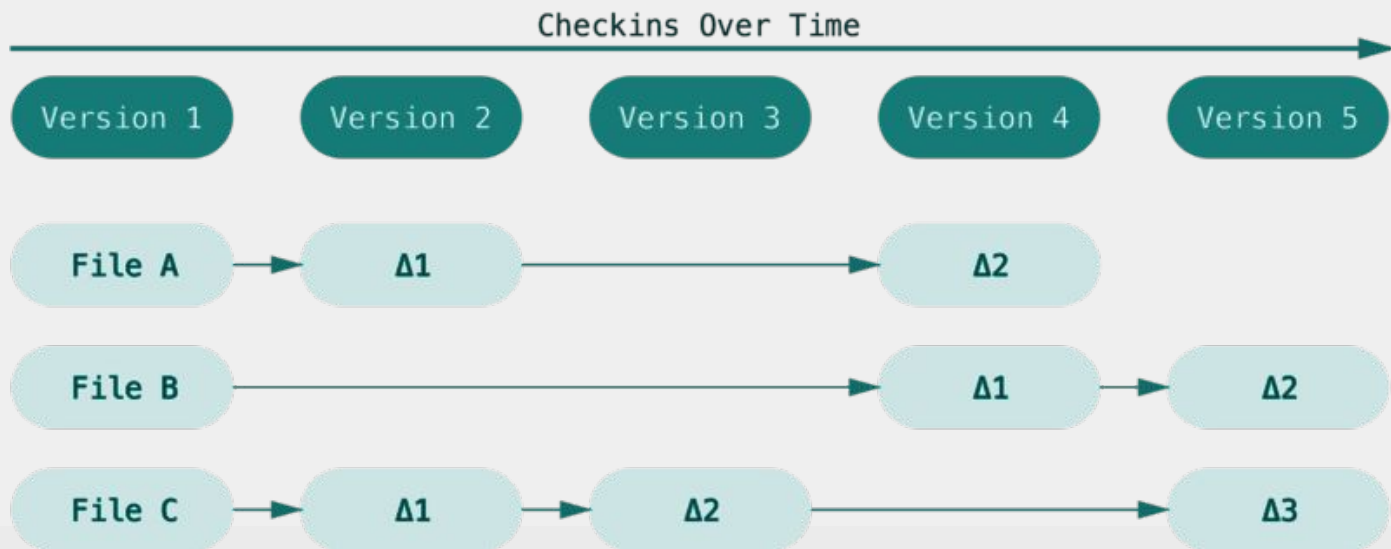 Checkins Over Time
Version 1 Version 2 Version 3 Version 4 Version 5
File A Δ1 Δ2
File B Δ1 Δ2
File C Δ1 Δ2 Δ3